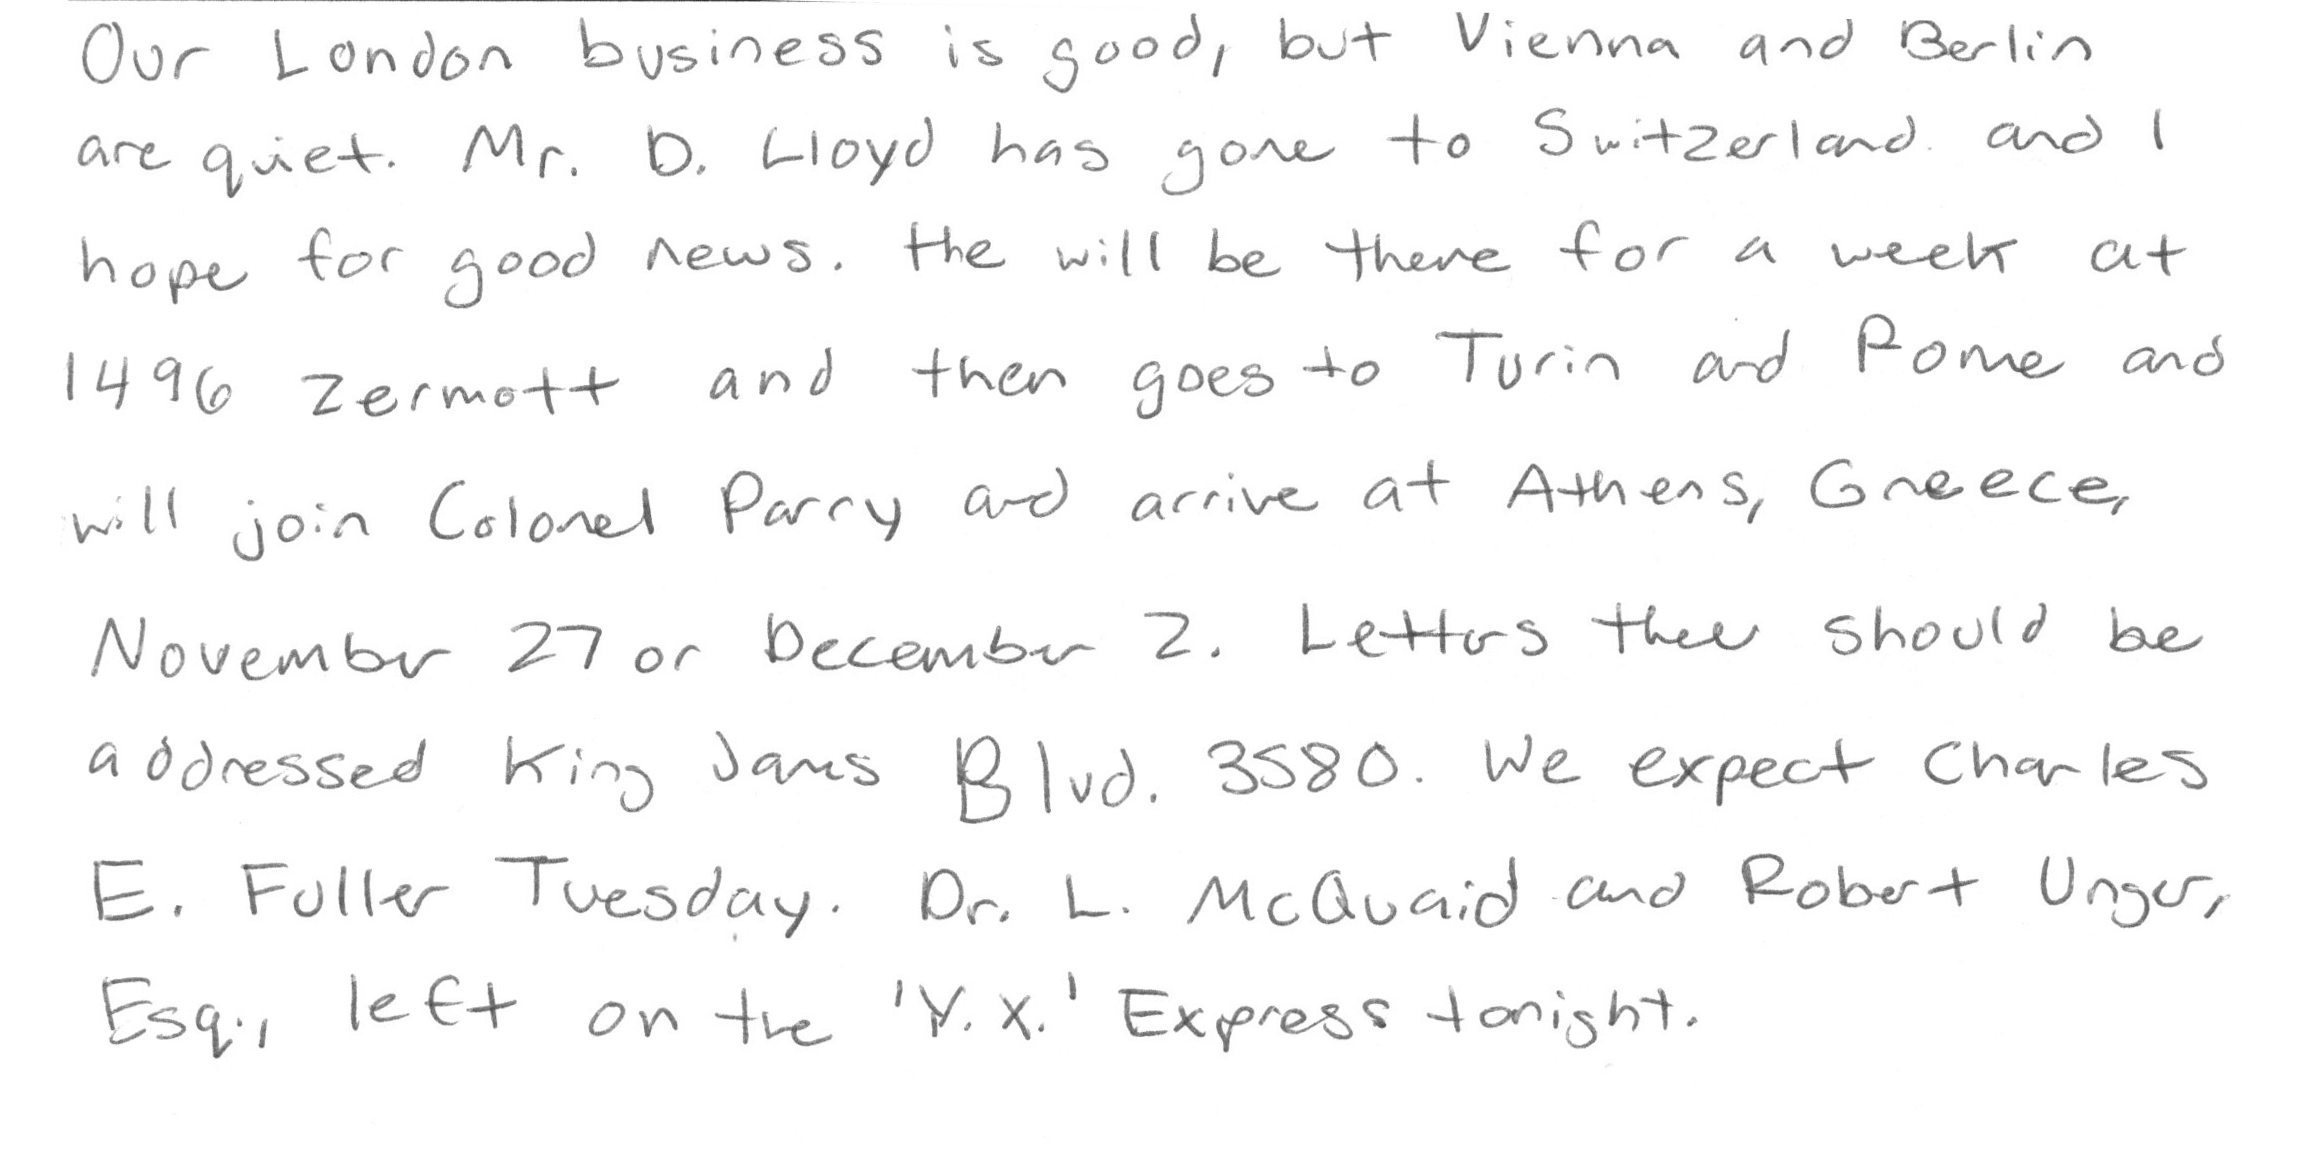 Our London business is good, but Vienna and Berlin
are quiet. Mr. D. Lloyd has gone to Switzerland and I
hope for good news. He will be there for a week at
1496 Zermott and then goes to Turin and Rome and
will join Colonel Parry and arrive at Athens, Greece,
November 27 or December 2. Letters there should be
addressed King James Blvd. 3580. We expect Charles
E. Fuller Tuesday. Dr. L. McQuaid and Robert Unger,
Esq., left on the 'Y.X.' Express tonight.